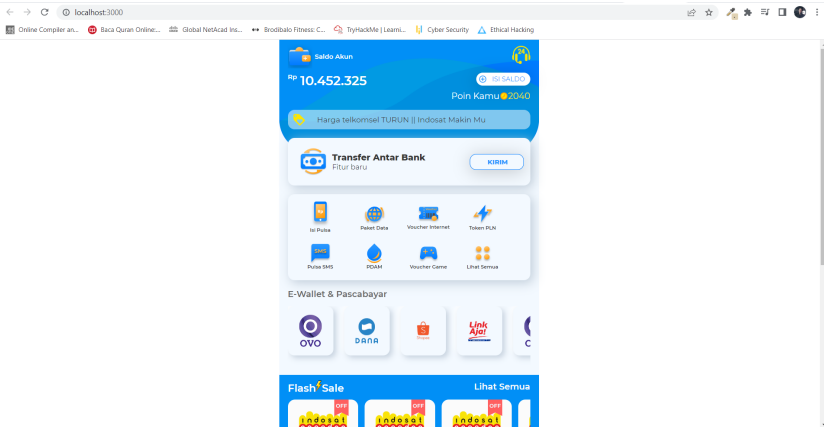 localhost:3000
Online Compiler an...
Baca Quran Online:...
Global NetAcad Ins...
Brodibalo Fitness: C...
TryHackMe | Learni...
Cyber Security
Ethical Hacking
Saldo Akun
24
Rp 10.452.325
ISI SALDO
Poin Kamu 2040
Harga telkomsel TURUN || Indosat Makin Mu
Transfer Antar Bank
Fitur baru
KIRIM
Isi Pulsa
Paket Data
Voucher Internet
Token PLN
SMS
Pulsa SMS
PDAM
Voucher Game
Lihat Semua
E-Wallet & Pascabayar
OVO
DANA
S
LinkAja!
Flash Sale
Lihat Semua
OFF
OFF
OFF
indosat
indosat
indosat